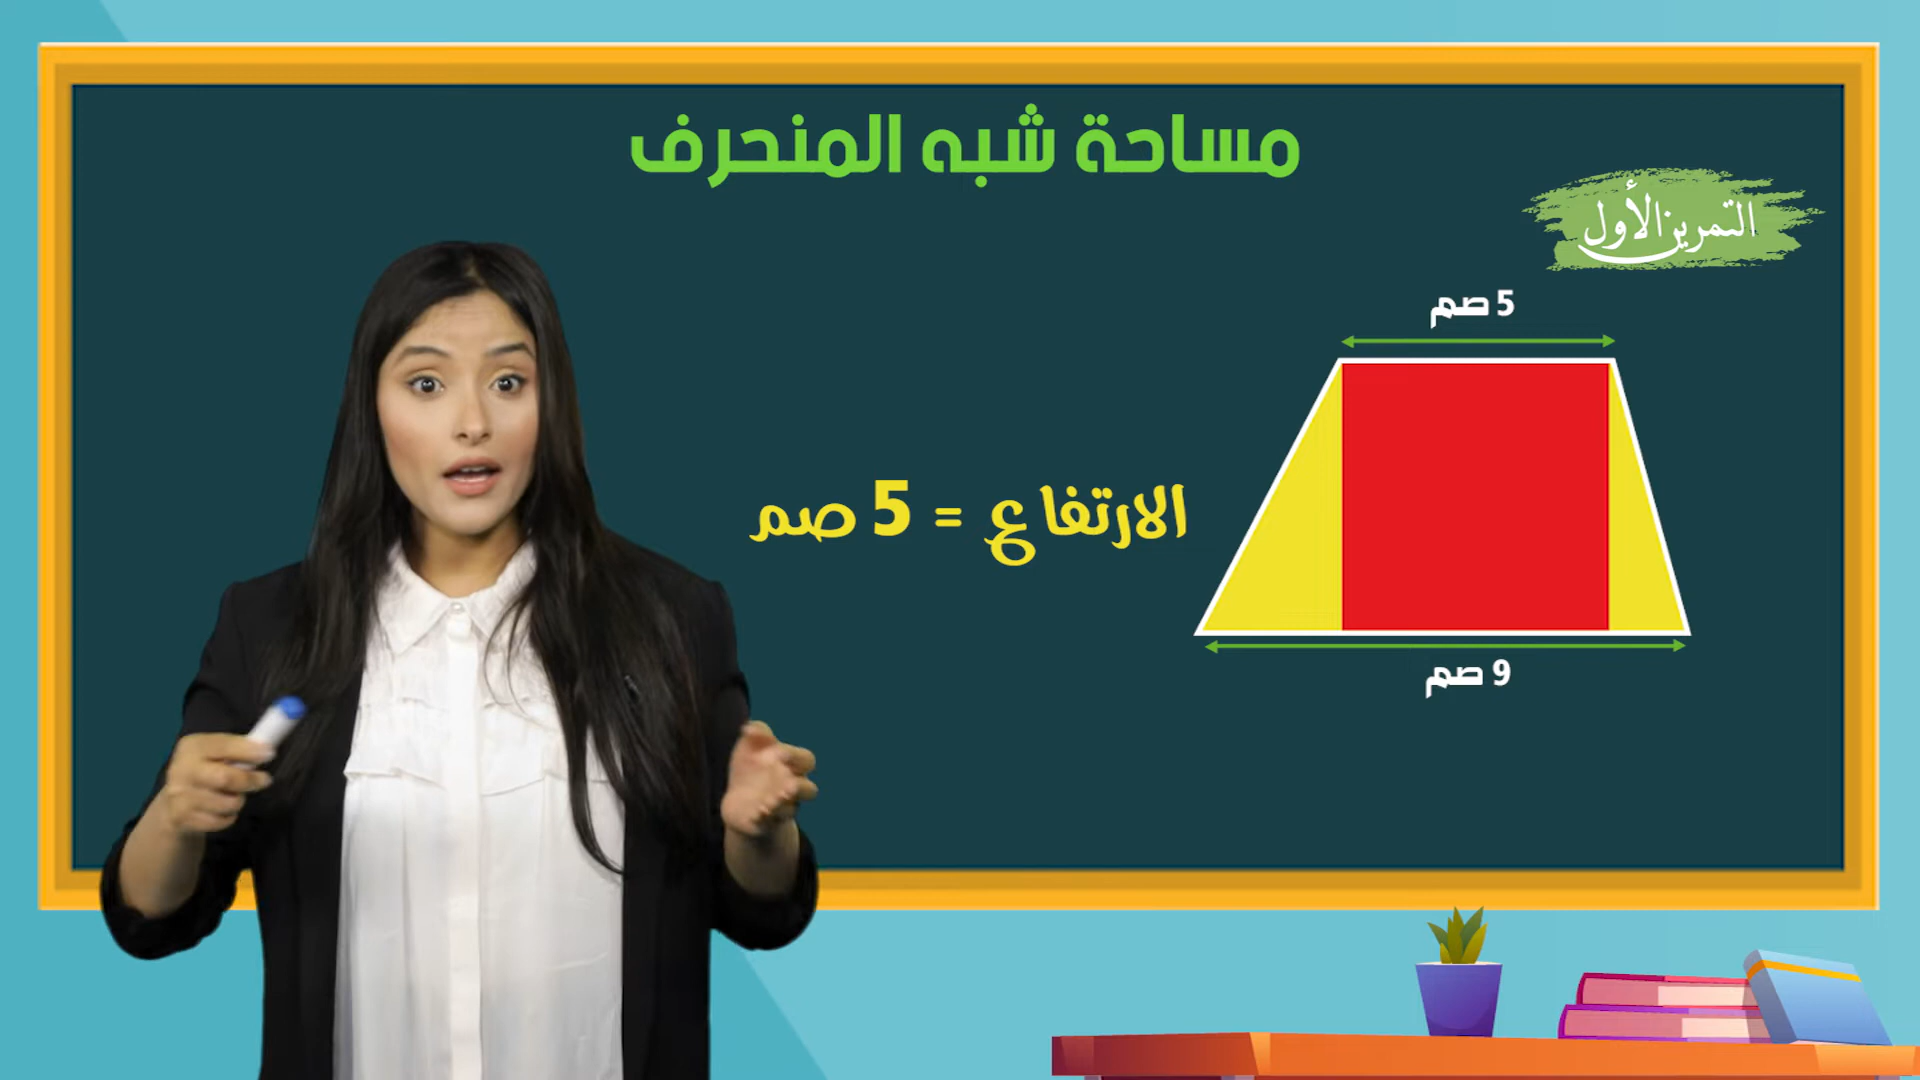 مساحة شبه المنحرف
التمرين الأول
5 صم
الارتفاع = 5 صم
9 صم